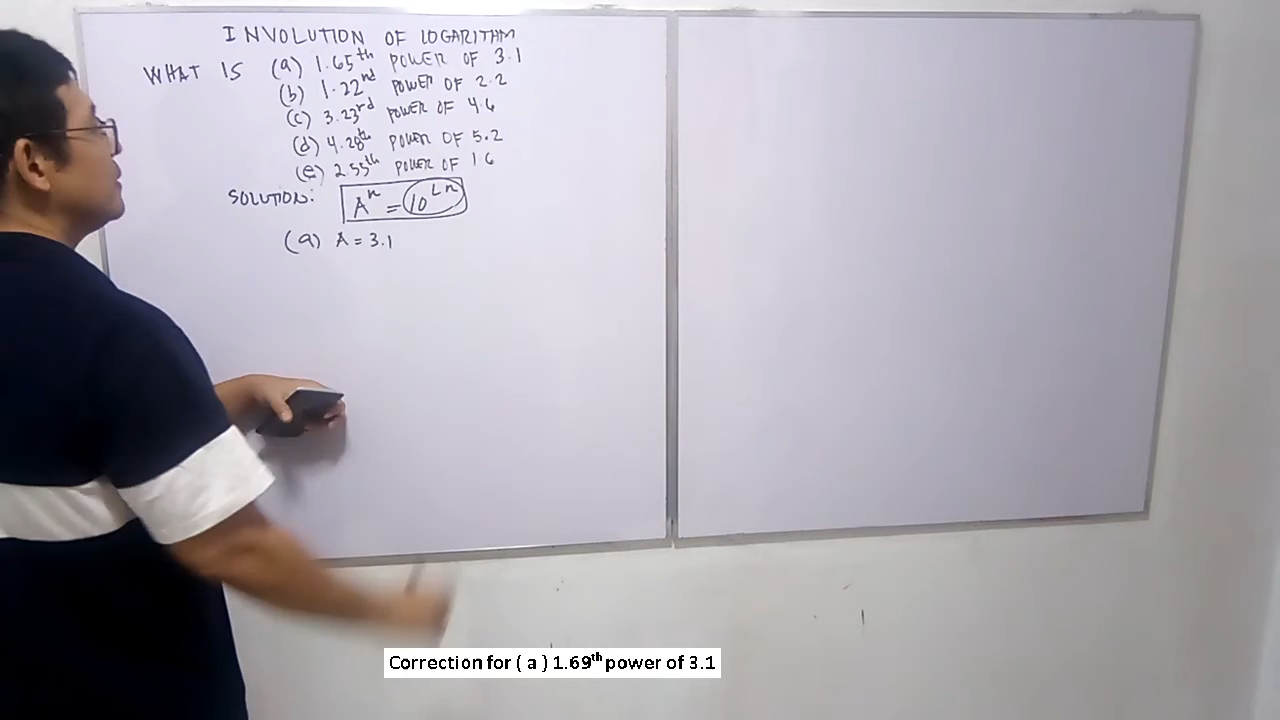 INVOLUTION OF LOGARITHM
WHAT IS (a) 1.65th POWER OF 3.1
(b) 1.22nd POWER OF 2.2
(c) 3.23rd POWER OF 4.6
(d) 4.28th POWER OF 5.2
(e) 2.55th POWER OF 1.6
SOLUTION: A^n = 10^Ln
(a) A = 3.1
Correction for ( a ) 1.69th power of 3.1